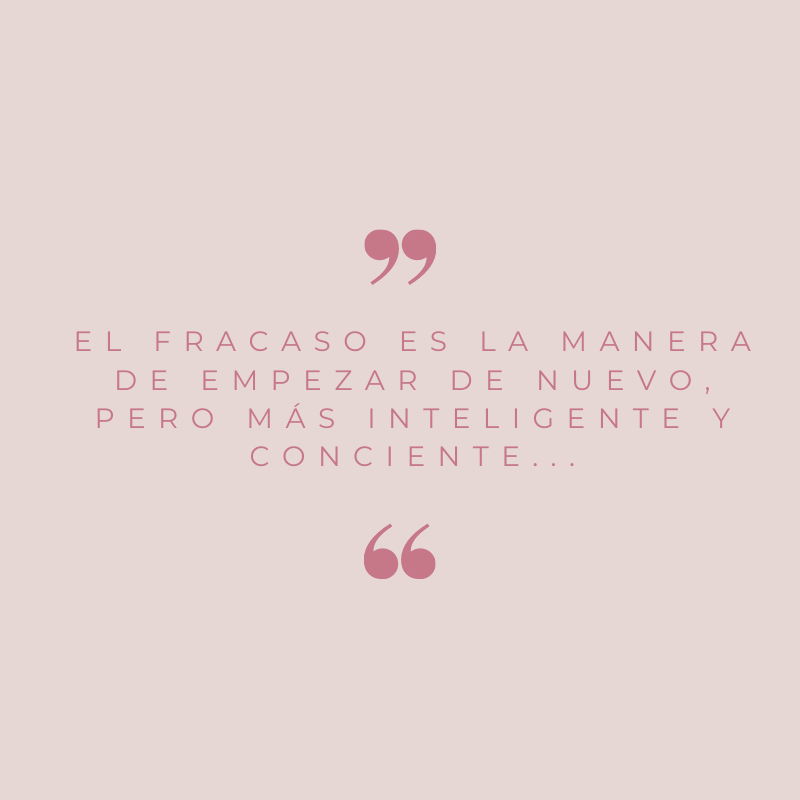 ”
EL FRACASO ES LA MANERA
DE EMPEZAR DE NUEVO,
PERO MÁS INTELIGENTE Y
CONCIENTE...
“